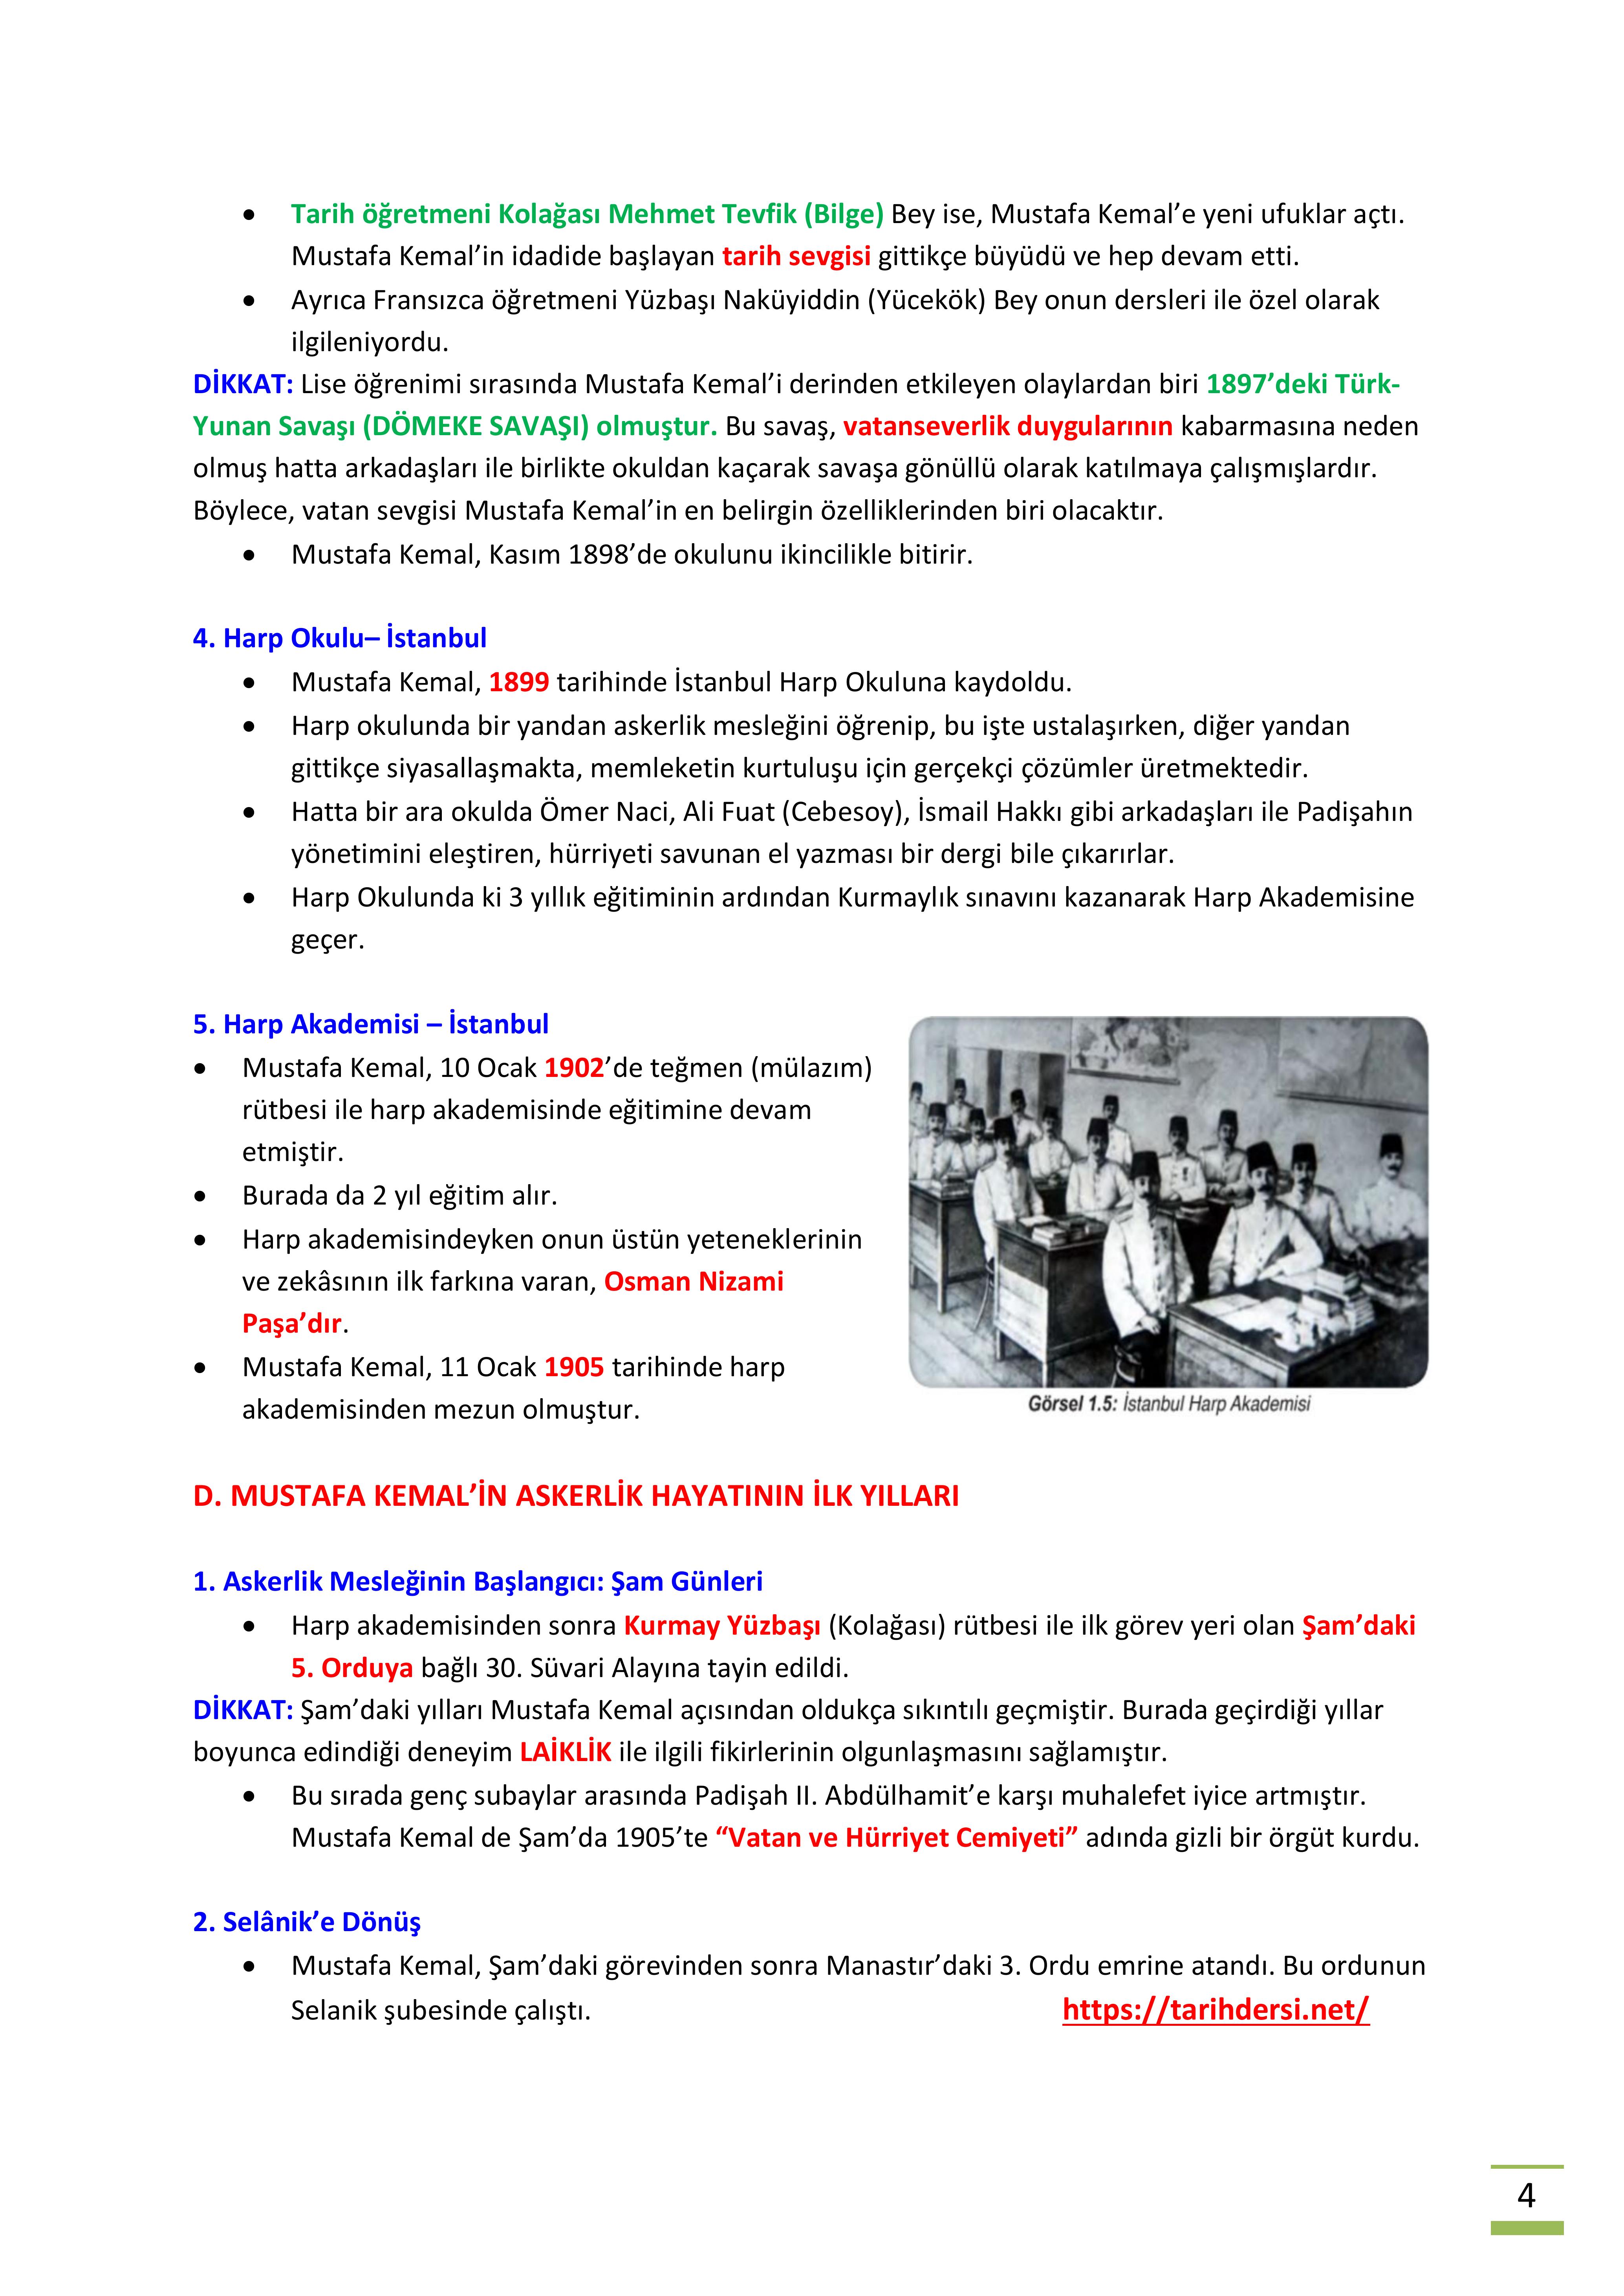 • Tarih öğretmeni Kolağası Mehmet Tevfik (Bilge) Bey ise, Mustafa Kemal’e yeni ufuklar açtı.
Mustafa Kemal’in idadide başlayan tarih sevgisi gittikçe büyüdü ve hep devam etti.
• Ayrıca Fransızca öğretmeni Yüzbaşı Naküyiddin (Yücekök) Bey onun dersleri ile özel olarak
ilgileniyordu.
DİKKAT: Lise öğrenimi sırasında Mustafa Kemal’i derinden etkileyen olaylardan biri 1897’deki Türk-
Yunan Savaşı (DÖMEKE SAVAŞI) olmuştur. Bu savaş, vatanseverlik duygularının kabarmasına neden
olmuş hatta arkadaşları ile birlikte okuldan kaçarak savaşa gönüllü olarak katılmaya çalışmışlardır.
Böylece, vatan sevgisi Mustafa Kemal’in en belirgin özelliklerinden biri olacaktır.
• Mustafa Kemal, Kasım 1898’de okulunu ikincilikle bitirir.
4. Harp Okulu– İstanbul
• Mustafa Kemal, 1899 tarihinde İstanbul Harp Okuluna kaydoldu.
• Harp okulunda bir yandan askerlik mesleğini öğrenip, bu işte ustalaşırken, diğer yandan
gittikçe siyasallaşmakta, memleketin kurtuluşu için gerçekçi çözümler üretmektedir.
• Hatta bir ara okulda Ömer Naci, Ali Fuat (Cebesoy), İsmail Hakkı gibi arkadaşları ile Padişahın
yönetimini eleştiren, hürriyeti savunan el yazması bir dergi bile çıkarırlar.
• Harp Okulunda ki 3 yıllık eğitiminin ardından Kurmaylık sınavını kazanarak Harp Akademisine
geçer.
5. Harp Akademisi – İstanbul
• Mustafa Kemal, 10 Ocak 1902’de teğmen (mülazım)
rütbesi ile harp akademisinde eğitimine devam
etmiştir.
• Burada da 2 yıl eğitim alır.
• Harp akademisindeyken onun üstün yeteneklerinin
ve zekâsının ilk farkına varan, Osman Nizami
Paşa’dır.
• Mustafa Kemal, 11 Ocak 1905 tarihinde harp
akademisinden mezun olmuştur.
Görsel 1.5: İstanbul Harp Akademisi
D. MUSTAFA KEMAL’İN ASKERLİK HAYATININ İLK YILLARI
1. Askerlik Mesleğinin Başlangıcı: Şam Günleri
• Harp akademisinden sonra Kurmay Yüzbaşı (Kolağası) rütbesi ile ilk görev yeri olan Şam’daki
5. Orduya bağlı 30. Süvari Alayına tayin edildi.
DİKKAT: Şam’daki yılları Mustafa Kemal açısından oldukça sıkıntılı geçmiştir. Burada geçirdiği yıllar
boyunca edindiği deneyim LAİKLİK ile ilgili fikirlerinin olgunlaşmasını sağlamıştır.
• Bu sırada genç subaylar arasında Padişah II. Abdülhamit’e karşı muhalefet iyice artmıştır.
Mustafa Kemal de Şam’da 1905’te “Vatan ve Hürriyet Cemiyeti” adında gizli bir örgüt kurdu.
2. Selânik’e Dönüş
• Mustafa Kemal, Şam’daki görevinden sonra Manastır’daki 3. Ordu emrine atandı. Bu ordunun
Selanik şubesinde çalıştı. https://tarihdersi.net/
4